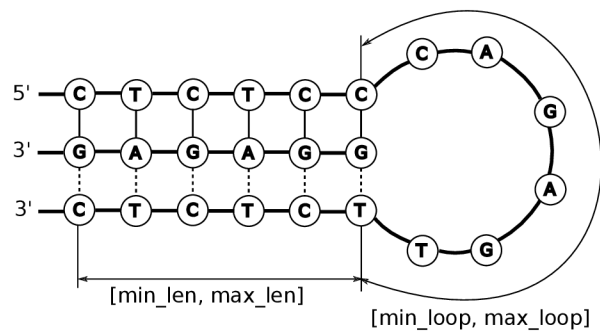 5' C T C T C C C A G A G T
3' G A G A G G
3' C T C T C T
[min_len, max_len]
[min_loop, max_loop]